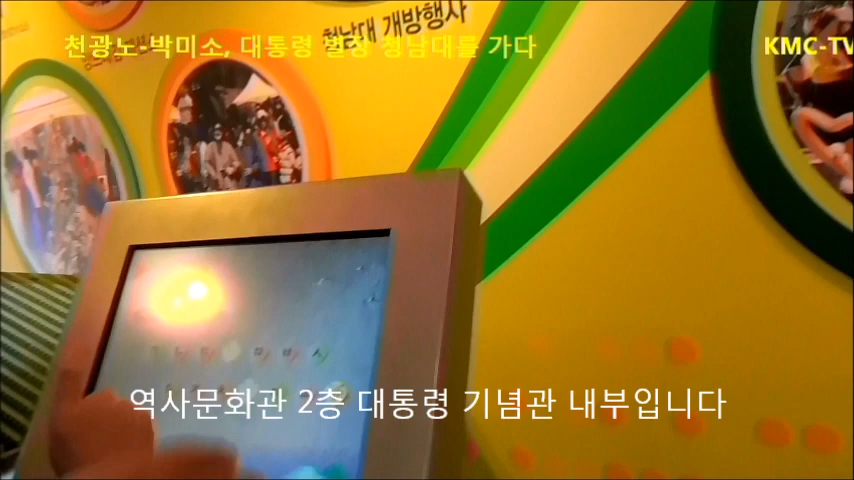 청남대 개방행사
천광노-박미소, 대통령 별장 청남대를 가다
KMC-TV
역사문화관 2층 대통령 기념관 내부입니다